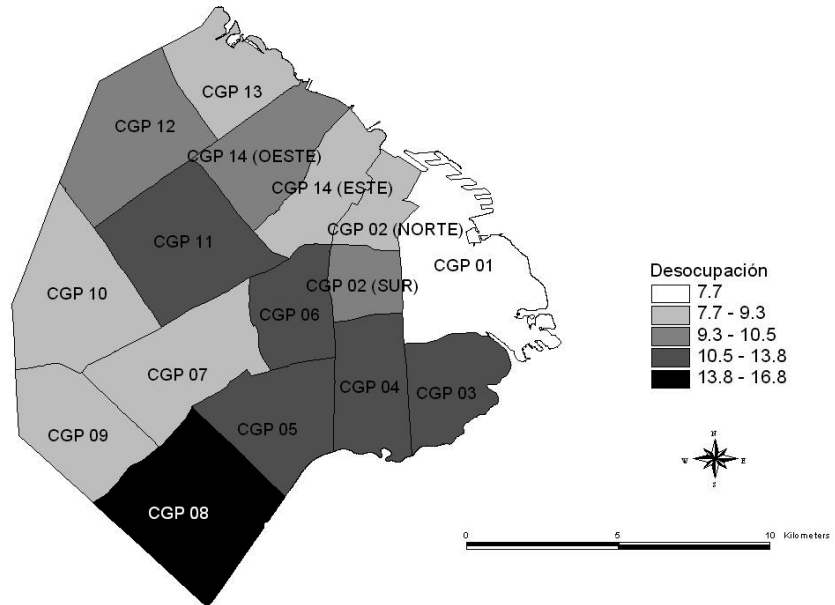 CGP 13
CGP 12
CGP 14 (OESTE)
CGP 14 (ESTE)
CGP 02 (NORTE)
CGP 11
CGP 01
CGP 10
CGP 02 (SUR)
CGP 06
CGP 07
CGP 04
CGP 03
CGP 05
CGP 09
CGP 08
Desocupación
7.7
7.7 - 9.3
9.3 - 10.5
10.5 - 13.8
13.8 - 16.8
N
W E
S
0 5 10 Kilometers